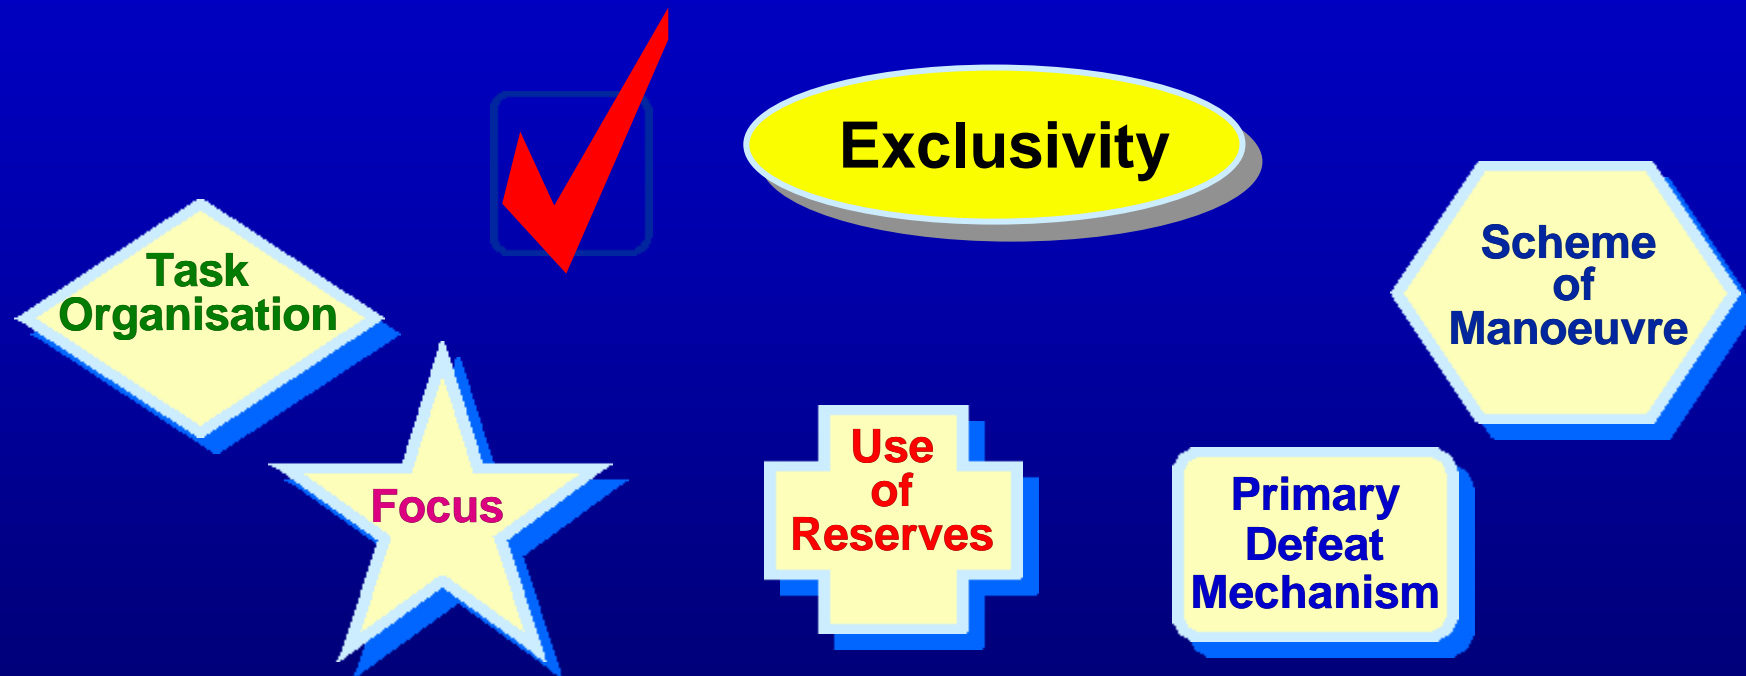 Exclusivity
Task
Organisation
Focus
Use
of
Reserves
Primary
Defeat
Mechanism
Scheme
of
Manoeuvre